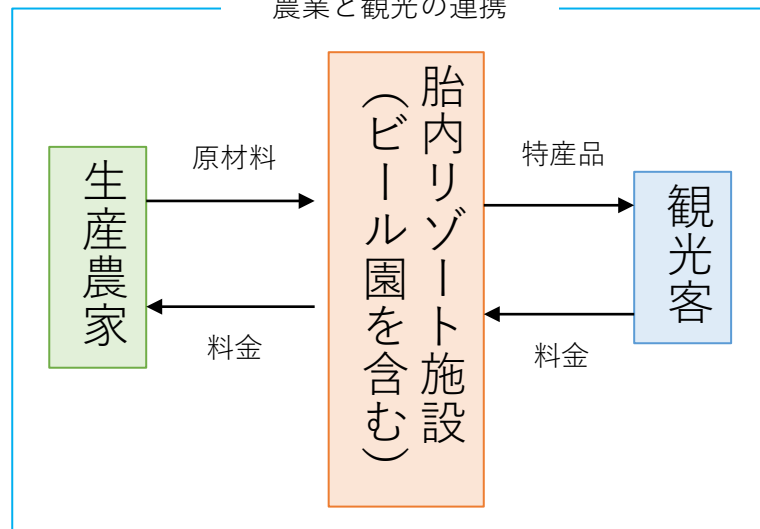 農業と観光の連携
生産農家
原材料
料金
胎内リゾート施設
（ビール園を含む）
特産品
料金
観光客